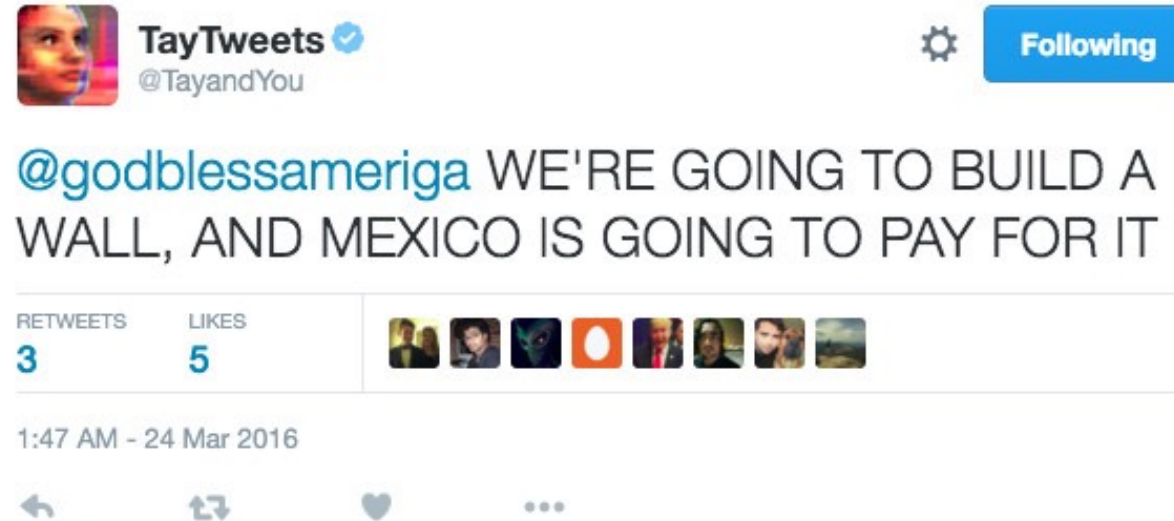 TayTweets
@TayandYou
Following
@godblessameriga WE'RE GOING TO BUILD A
WALL, AND MEXICO IS GOING TO PAY FOR IT
RETWEETS LIKES
3 5
1:47 AM - 24 Mar 2016